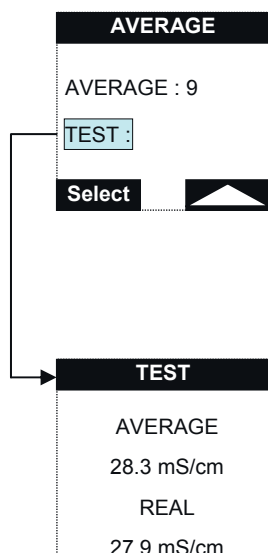 AVERAGE
AVERAGE : 9
TEST :
Select
TEST
AVERAGE
28.3 mS/cm
REAL
27.9 mS/cm